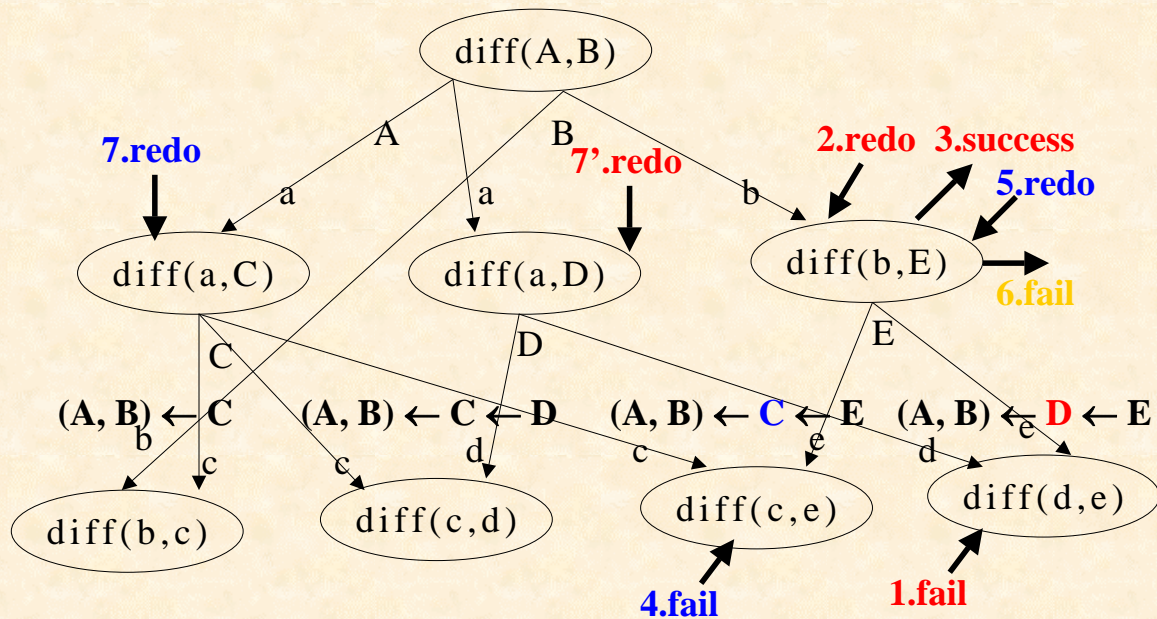 diff(A,B)
A
B
7.redo
7’.redo
2.redo
3.success
5.redo
a
a
b
diff(a,C)
diff(a,D)
diff(b,E)
6.fail
C
D
E
(A, B) ← C
(A, B) ← C ← D
(A, B) ← C ← E
(A, B) ← D ← E
b
c
c
d
c
e
d
e
diff(b,c)
diff(c,d)
diff(c,e)
diff(d,e)
4.fail
1.fail